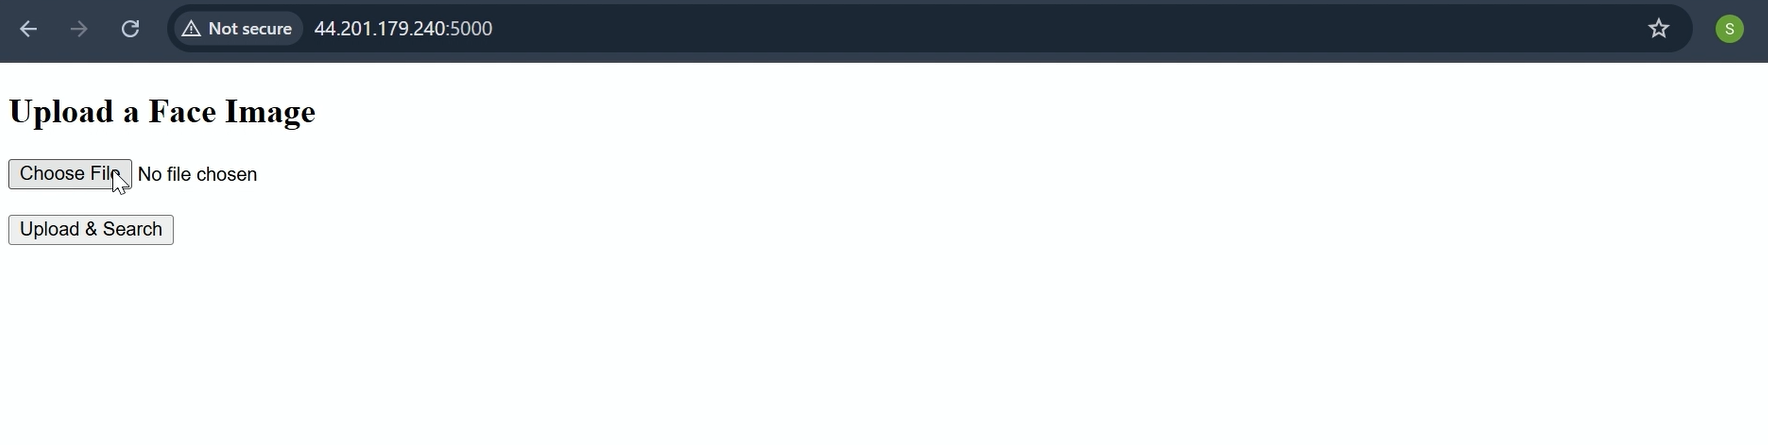 Not secure 44.201.179.240:5000 S
Upload a Face Image
Choose File No file chosen
Upload & Search